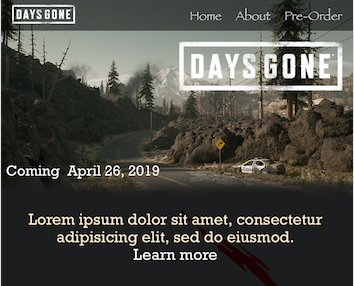 DAYS GONE
Home About Pre-Order
DAYS GONE
Coming April 26, 2019
Lorem ipsum dolor sit amet, consectetur
adipisicing elit, sed do eiusmod.
Learn more